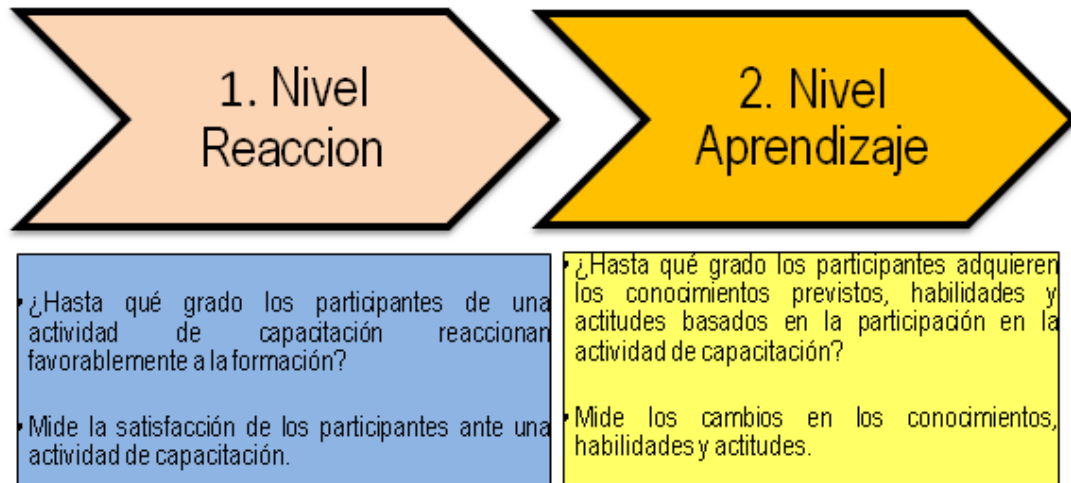 1. Nivel
Reaccion
2. Nivel
Aprendizaje
• ¿Hasta qué grado los participantes de una
actividad de capacitación reaccionan
favorablemente a la formación?
• Mide la satisfacción de los participantes ante una
actividad de capacitación.
• ¿Hasta qué grado los participantes adquieren
los conocimientos previstos, habilidades y
actitudes basados en la participación en la
actividad de capacitación?
• Mide los cambios en los conocimientos,
habilidades y actitudes.